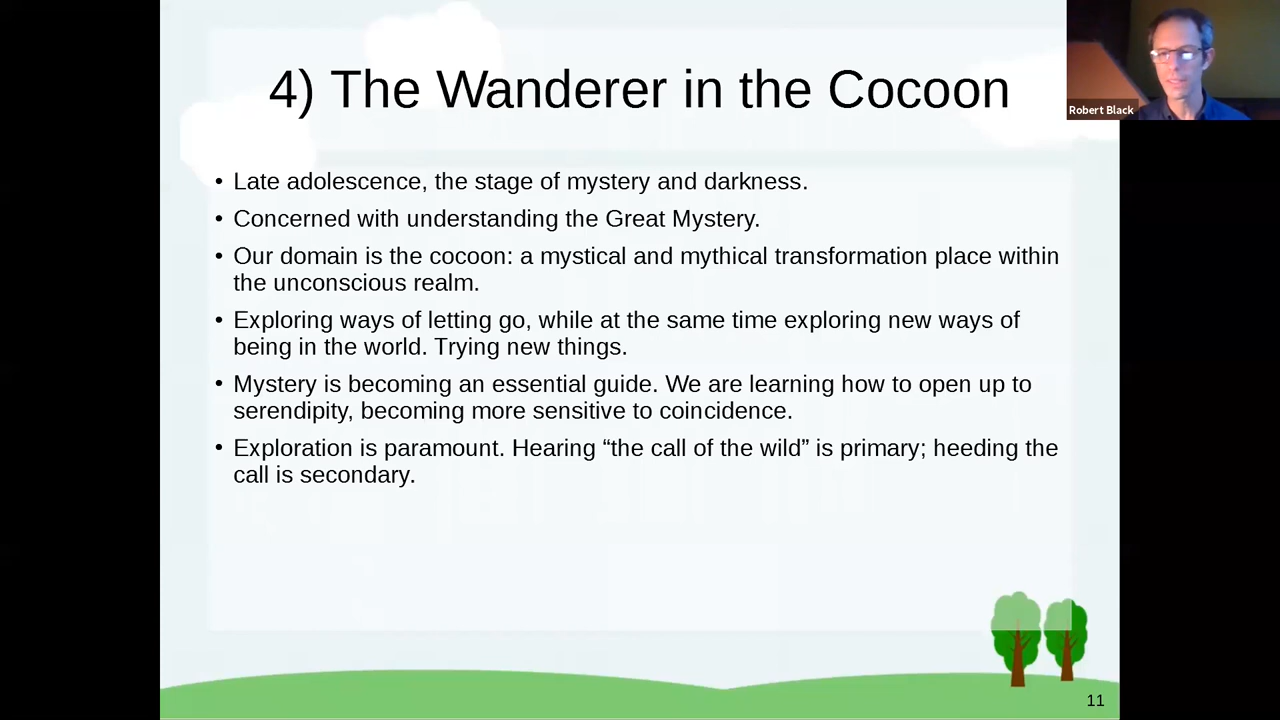 4) The Wanderer in the Cocoon
Robert Black
• Late adolescence, the stage of mystery and darkness.
• Concerned with understanding the Great Mystery.
• Our domain is the cocoon: a mystical and mythical transformation place within
the unconscious realm.
• Exploring ways of letting go, while at the same time exploring new ways of
being in the world. Trying new things.
• Mystery is becoming an essential guide. We are learning how to open up to
serendipity, becoming more sensitive to coincidence.
• Exploration is paramount. Hearing “the call of the wild” is primary; heeding the
call is secondary.
11